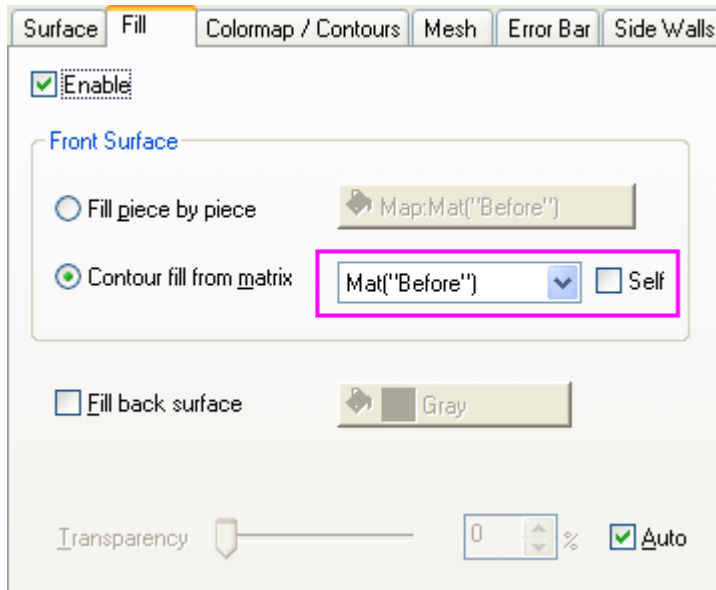 Surface Fill Colormap / Contours Mesh Error Bar Side Walls
Enable
Front Surface
Fill piece by piece Map:Mat("Before")
Contour fill from matrix Mat("Before") Self
Fill back surface Gray
Transparency 0 % Auto